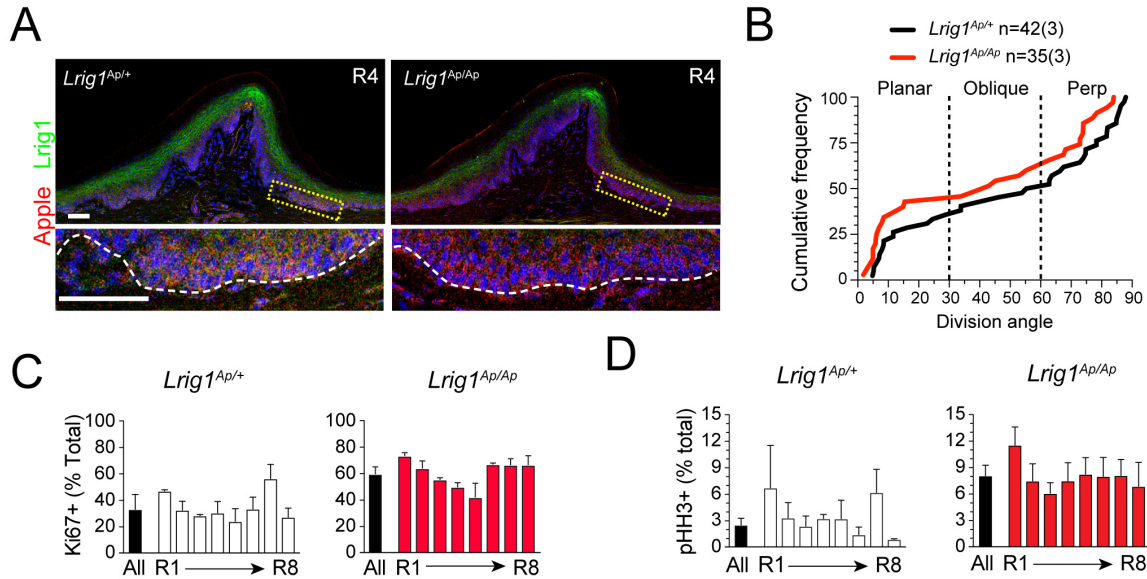 A
Lrig1Ap/+
R4
Lrig1Ap/Ap
R4
Apple Lrig1
B
Lrig1Ap/+ n=42(3)
Lrig1Ap/Ap n=35(3)
Planar Oblique Perp
Cumulative frequency
100
75
50
25
0
0 10 20 30 40 50 60 70 80 90
Division angle
C
Lrig1Ap/+
Lrig1Ap/Ap
Ki67+ (% Total)
100
80
60
40
20
0
All R1 R8
100
80
60
40
20
0
All R1 R8
D
Lrig1Ap/+
Lrig1Ap/Ap
pHH3+ (% total)
15
12
9
6
3
0
All R1 R8
15
12
9
6
3
0
All R1 R8